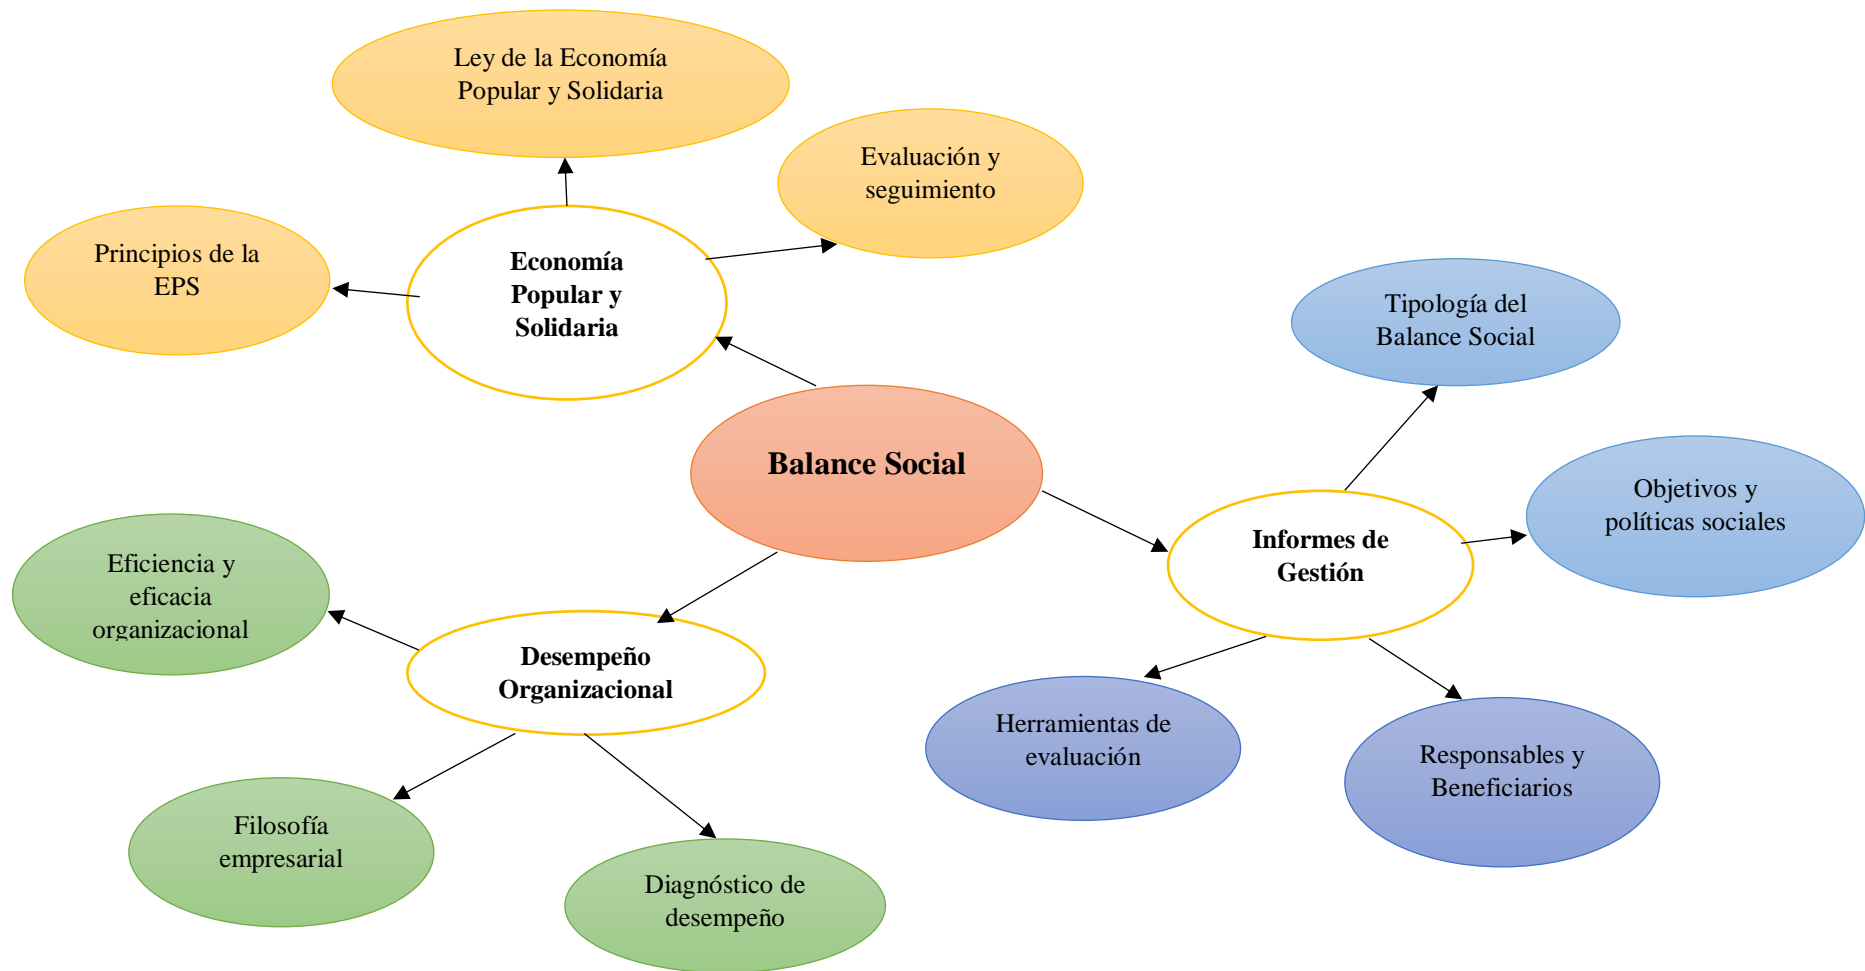 Ley de la Economía
Popular y Solidaria
Evaluación y
seguimiento
Principios de la
EPS
Economía
Popular y
Solidaria
Tipología del
Balance Social
Balance Social
Objetivos y
políticas sociales
Informes de
Gestión
Eficiencia y
eficacia
organizacional
Desempeño
Organizacional
Herramientas de
evaluación
Responsables y
Beneficiarios
Filosofía
empresarial
Diagnóstico de
desempeño